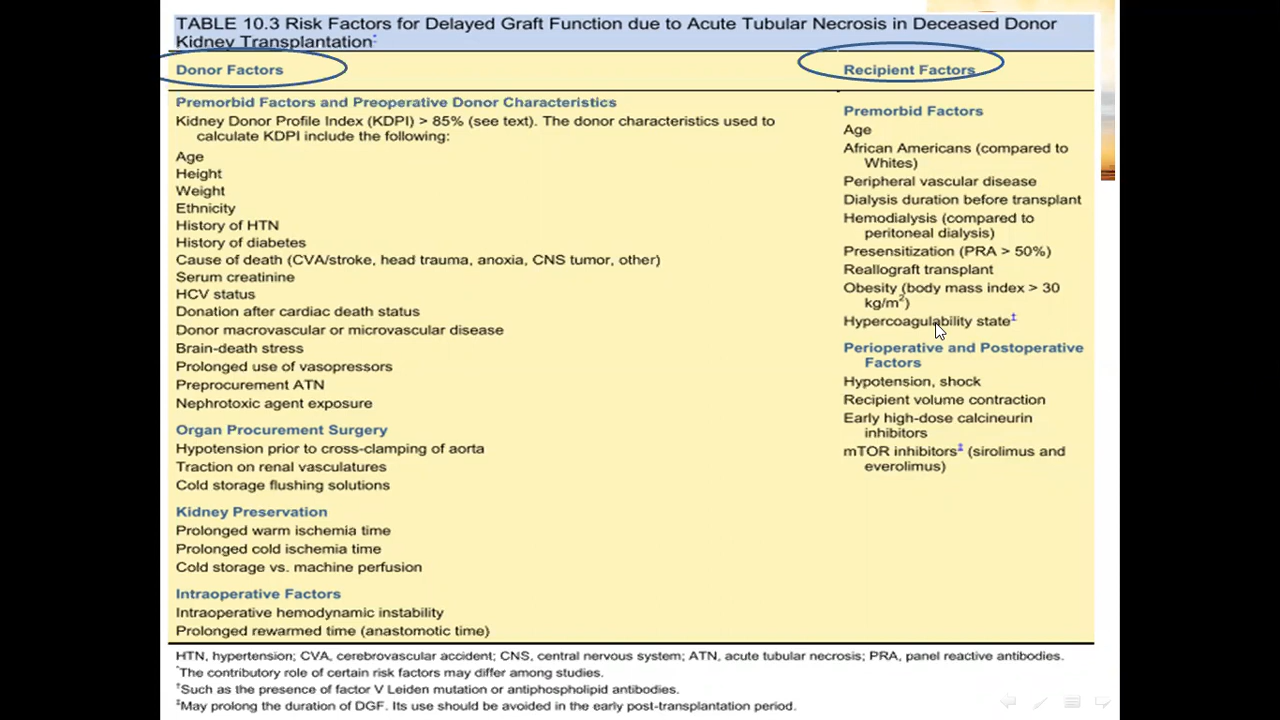 TABLE 10.3 Risk Factors for Delayed Graft Function due to Acute Tubular Necrosis in Deceased Donor
Kidney Transplantation*
Donor Factors
Premorbid Factors and Preoperative Donor Characteristics
Kidney Donor Profile Index (KDPI) > 85% (see text). The donor characteristics used to
calculate KDPI include the following:
Age
Height
Weight
Ethnicity
History of HTN
History of diabetes
Cause of death (CVA/stroke, head trauma, anoxia, CNS tumor, other)
Serum creatinine
HCV status
Donation after cardiac death status
Donor macrovascular or microvascular disease
Brain-death stress
Prolonged use of vasopressors
Preprocurement ATN
Nephrotoxic agent exposure
Organ Procurement Surgery
Hypotension prior to cross-clamping of aorta
Traction on renal vasculatures
Cold storage flushing solutions
Kidney Preservation
Prolonged warm ischemia time
Prolonged cold ischemia time
Cold storage vs. machine perfusion
Intraoperative Factors
Intraoperative hemodynamic instability
Prolonged rewarmed time (anastomotic time)
Recipient Factors
Premorbid Factors
Age
African Americans (compared to
Whites)
Peripheral vascular disease
Dialysis duration before transplant
Hemodialysis (compared to
peritoneal dialysis)
Presensitization (PRA > 50%)
Reallograft transplant
Obesity (body mass index > 30
kg/m²)
Hypercoagulability state‡
Perioperative and Postoperative
Factors
Hypotension, shock
Recipient volume contraction
Early high-dose calcineurin
inhibitors
mTOR inhibitors‡ (sirolimus and
everolimus)
HTN, hypertension; CVA, cerebrovascular accident; CNS, central nervous system; ATN, acute tubular necrosis; PRA, panel reactive antibodies.
*The contributory role of certain risk factors may differ among studies.
†Such as the presence of factor V Leiden mutation or antiphospholipid antibodies.
‡May prolong the duration of DGF. Its use should be avoided in the early post-transplantation period.